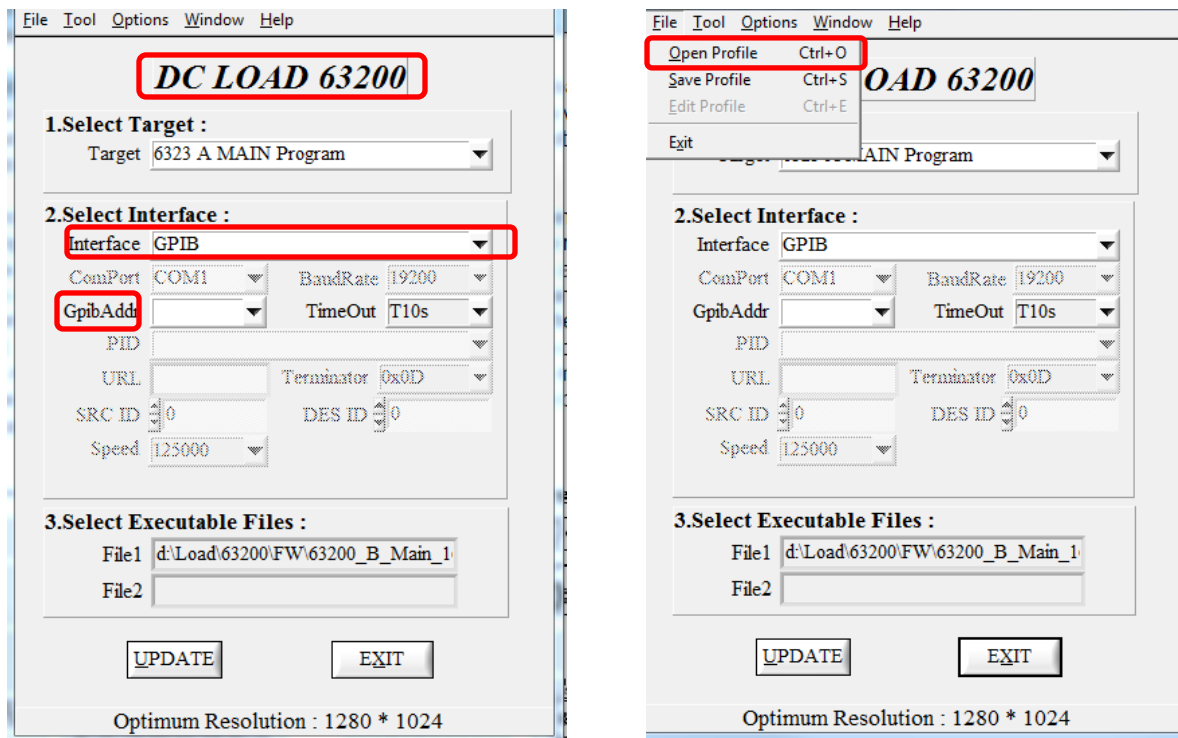 File Tool Options Window Help
DC LOAD 63200
1.Select Target :
Target 6323 A MAIN Program
2.Select Interface :
Interface GPIB
ComPort COM1 BaudRate 19200
GpibAddr TimeOut T10s
PID
URL Terminator 0x0D
SRC ID 0 DES ID 0
Speed 125000
3.Select Executable Files :
File1 d:\Load\63200\FW\63200_B_Main_1
File2
UPDATE EXIT
Optimum Resolution : 1280 * 1024
File Tool Options Window Help
Open Profile Ctrl+O
Save Profile Ctrl+S
Edit Profile Ctrl+E
Exit
OAD 63200
MAIN Program
2.Select Interface :
Interface GPIB
ComPort COM1 BaudRate 19200
GpibAddr TimeOut T10s
PID
URL Terminator 0x0D
SRC ID 0 DES ID 0
Speed 125000
3.Select Executable Files :
File1 d:\Load\63200\FW\63200_B_Main_1
File2
UPDATE EXIT
Optimum Resolution : 1280 * 1024